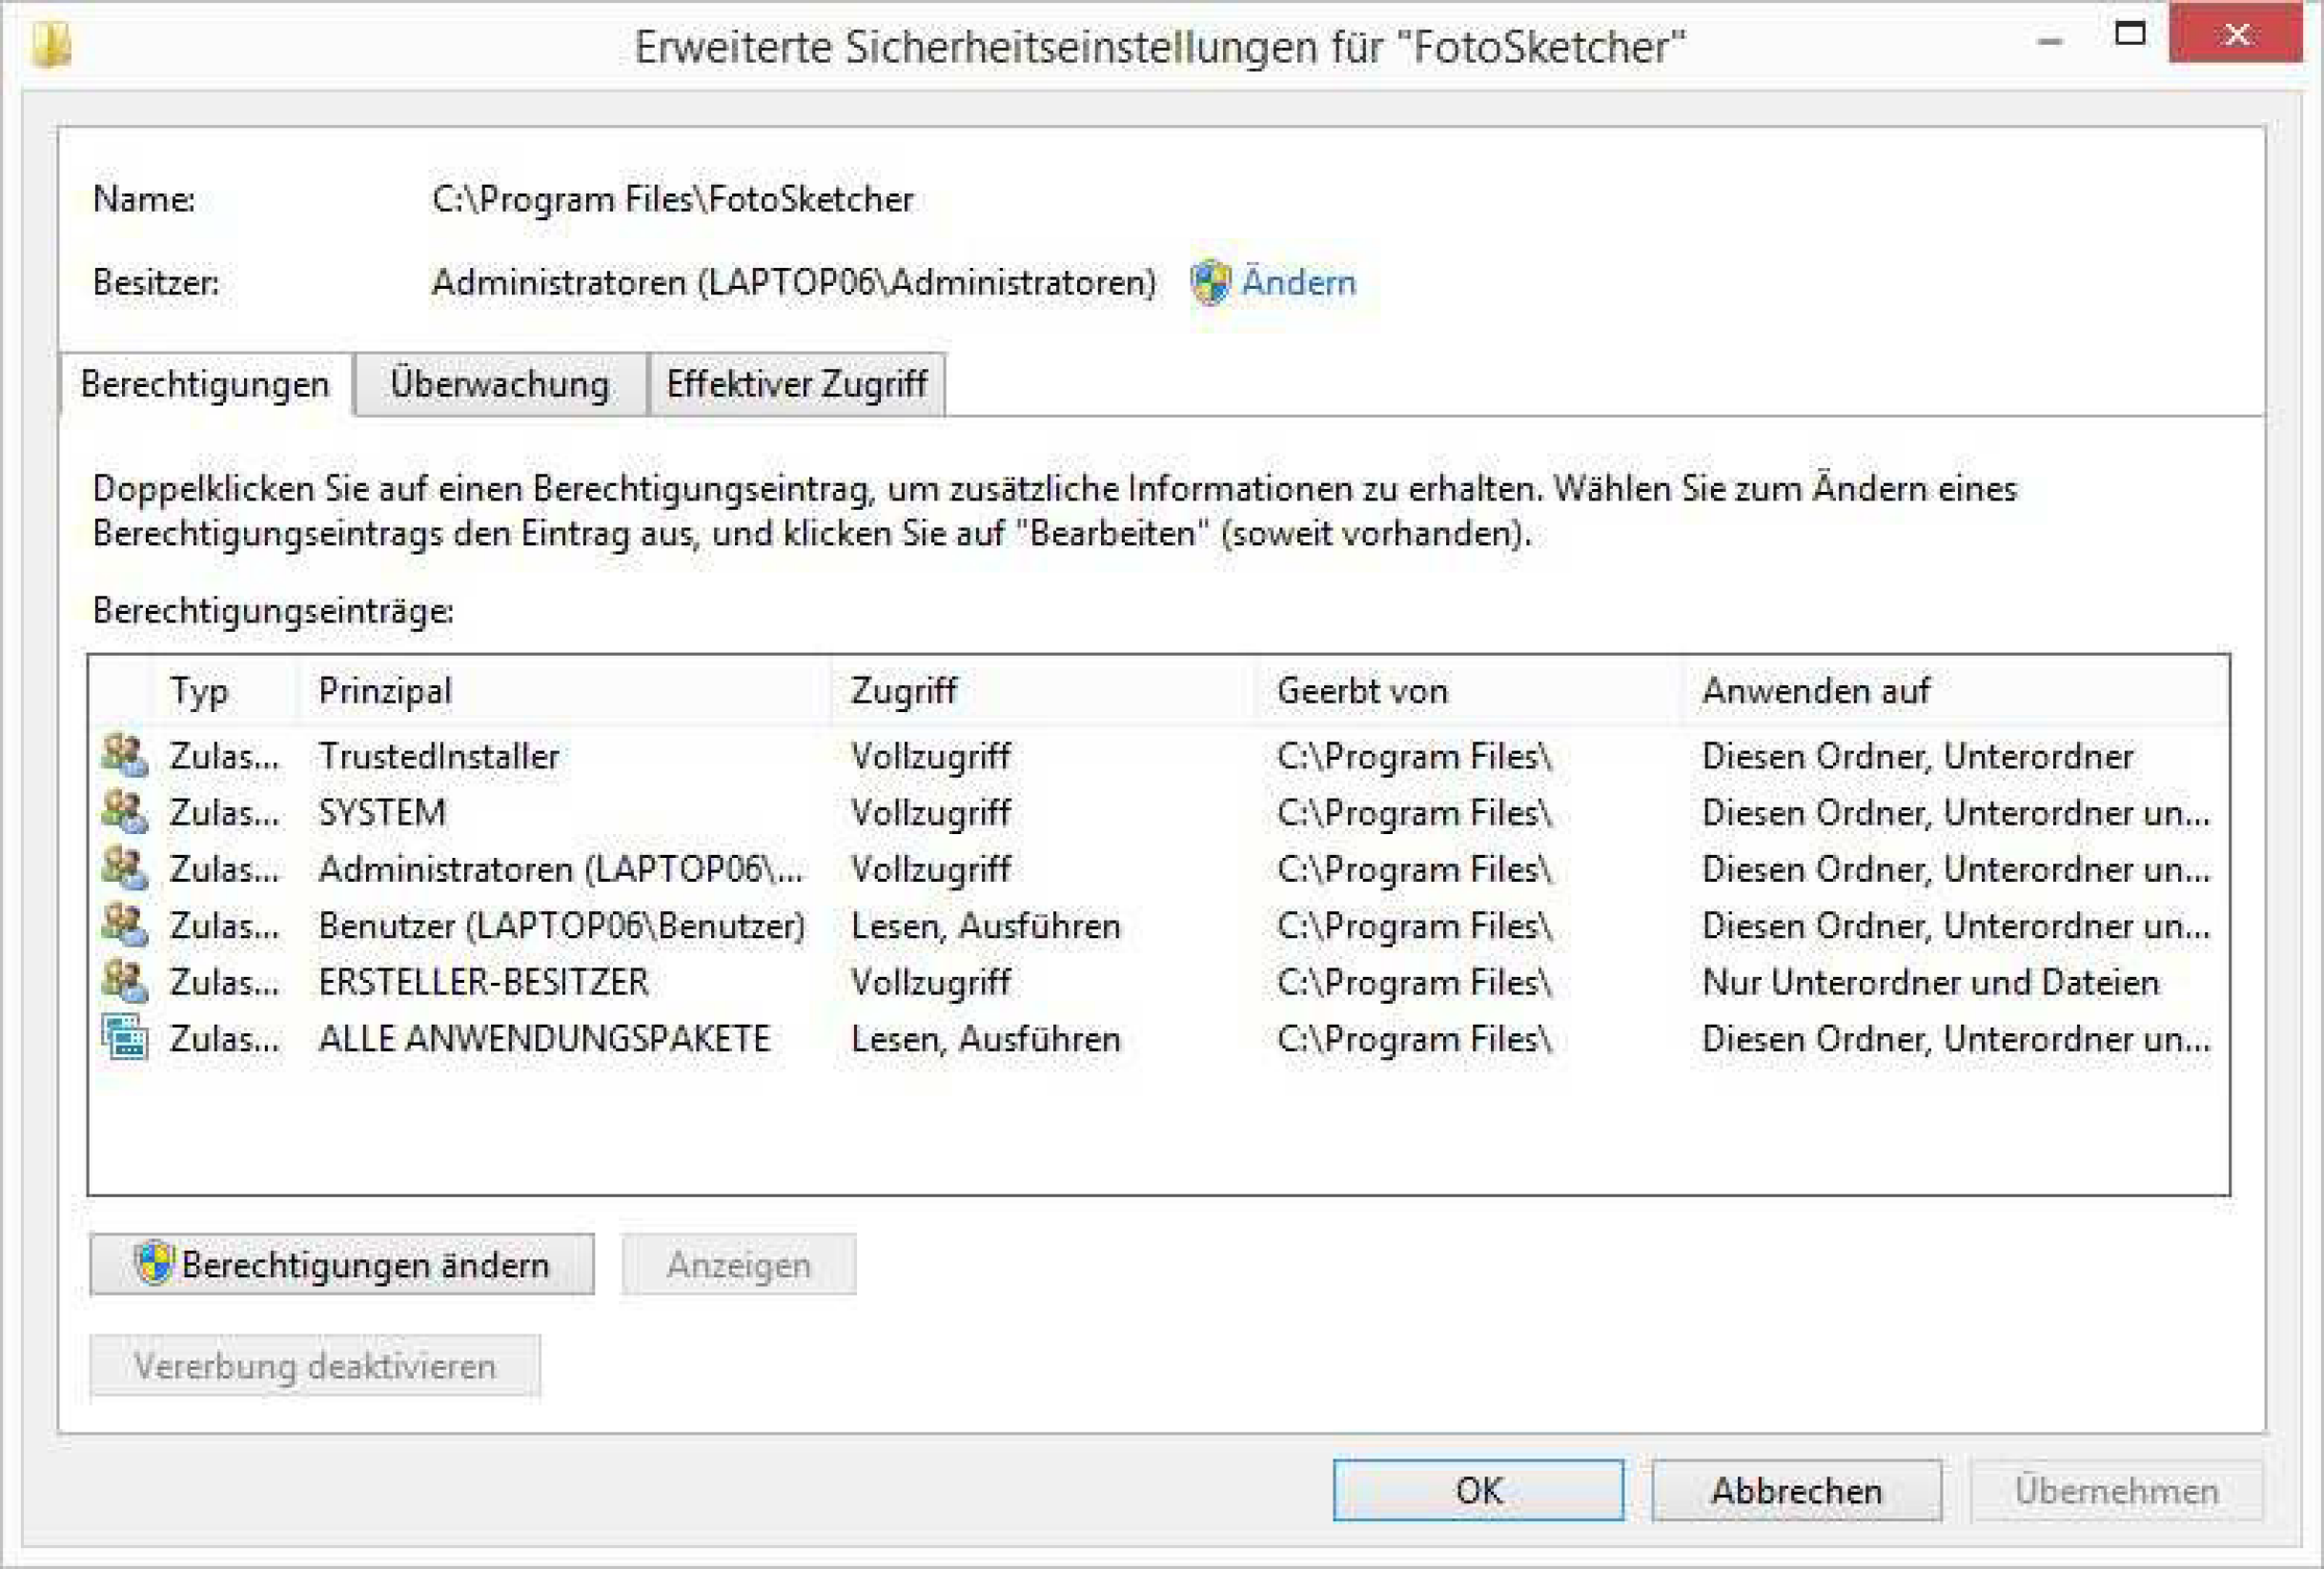 Erweiterte Sicherheitseinstellungen für "FotoSketcher"
Name: C:\Program Files\FotoSketcher
Besitzer: Administratoren (LAPTOP06\Administratoren) Ändern
Berechtigungen Überwachung Effektiver Zugriff
Doppelklicken Sie auf einen Berechtigungseintrag, um zusätzliche Informationen zu erhalten. Wählen Sie zum Ändern eines
Berechtigungseintrags den Eintrag aus, und klicken Sie auf "Bearbeiten" (soweit vorhanden).
Berechtigungseinträge:
Typ Prinzipal Zugriff Geerbt von Anwenden auf
Zulas... TrustedInstaller Vollzugriff C:\Program Files\ Diesen Ordner, Unterordner
Zulas... SYSTEM Vollzugriff C:\Program Files\ Diesen Ordner, Unterordner un...
Zulas... Administratoren (LAPTOP06\... Vollzugriff C:\Program Files\ Diesen Ordner, Unterordner un...
Zulas... Benutzer (LAPTOP06\Benutzer) Lesen, Ausführen C:\Program Files\ Diesen Ordner, Unterordner un...
Zulas... ERSTELLER-BESITZER Vollzugriff C:\Program Files\ Nur Unterordner und Dateien
Zulas... ALLE ANWENDUNGSPAKETE Lesen, Ausführen C:\Program Files\ Diesen Ordner, Unterordner un...
Berechtigungen ändern Anzeigen
Vererbung deaktivieren
OK Abbrechen Übernehmen